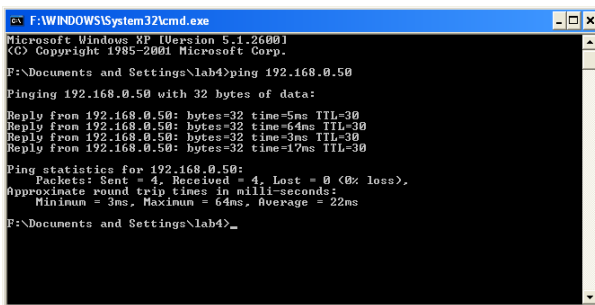 F:\WINDOWS\System32\cmd.exe
Microsoft Windows XP [Version 5.1.2600]
(C) Copyright 1985-2001 Microsoft Corp.
F:\Documents and Settings\lab4>ping 192.168.0.50
Pinging 192.168.0.50 with 32 bytes of data:
Reply from 192.168.0.50: bytes=32 time=5ms TTL=30
Reply from 192.168.0.50: bytes=32 time=64ms TTL=30
Reply from 192.168.0.50: bytes=32 time=3ms TTL=30
Reply from 192.168.0.50: bytes=32 time=17ms TTL=30
Ping statistics for 192.168.0.50:
    Packets: Sent = 4, Received = 4, Lost = 0 (0% loss),
Approximate round trip times in milli-seconds:
    Minimum = 3ms, Maximum = 64ms, Average = 22ms
F:\Documents and Settings\lab4>_